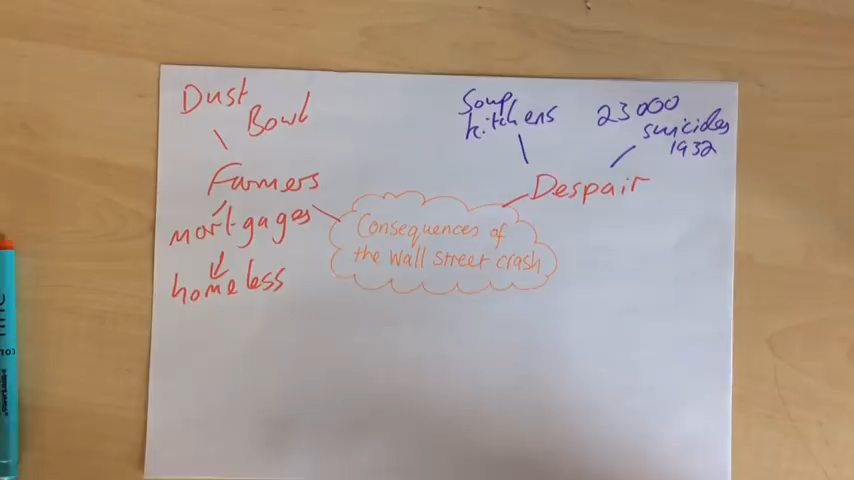 Dust
Bowl
Farmers
mortgages
homeless
Consequences of
the Wall Street crash
Soup
kitchens
23000
suicides
1932
Despair